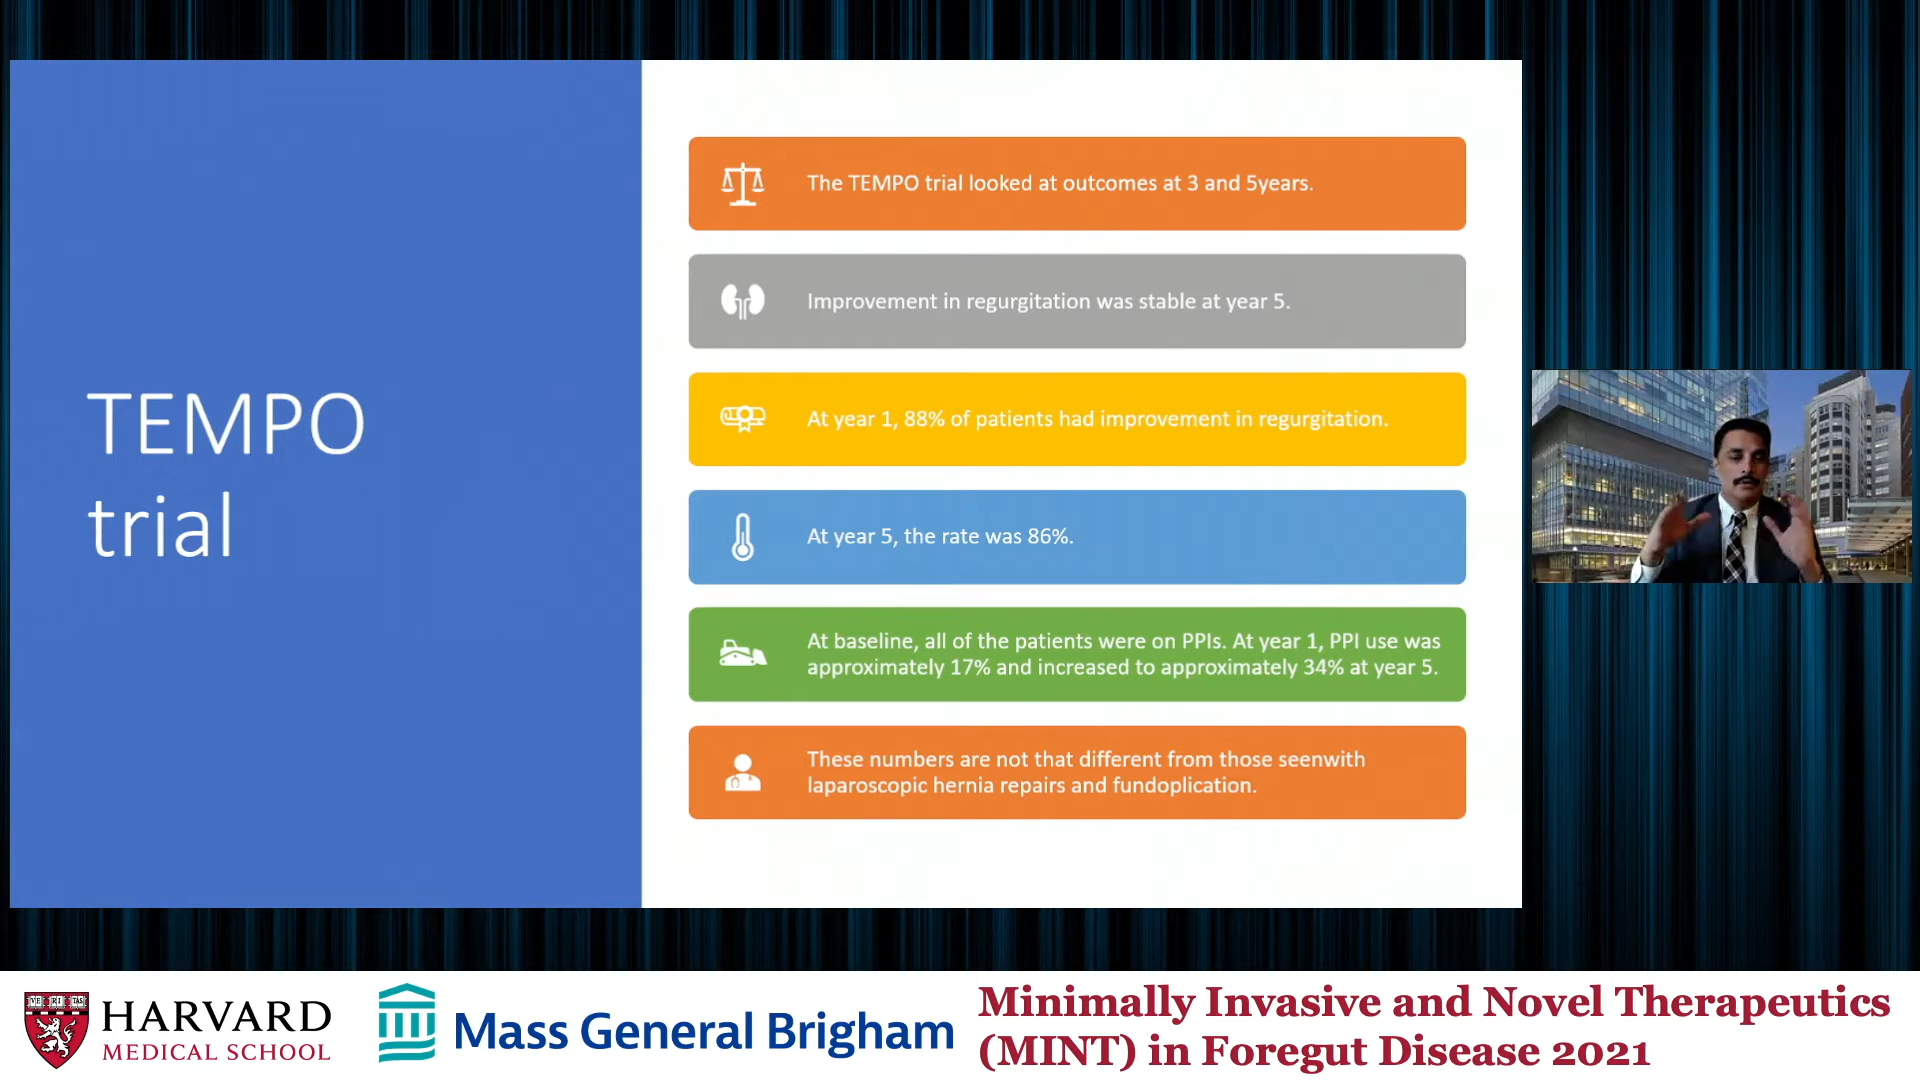 TEMPO
trial
The TEMPO trial looked at outcomes at 3 and 5years.
Improvement in regurgitation was stable at year 5.
At year 1, 88% of patients had improvement in regurgitation.
At year 5, the rate was 86%.
At baseline, all of the patients were on PPIs. At year 1, PPI use was
approximately 17% and increased to approximately 34% at year 5.
These numbers are not that different from those seenwith
laparoscopic hernia repairs and fundoplication.
VE RI TAS
HARVARD
MEDICAL SCHOOL
Mass General Brigham
Minimally Invasive and Novel Therapeutics
(MINT) in Foregut Disease 2021